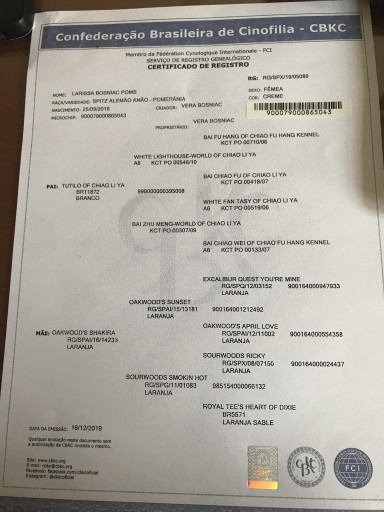 Confederação Brasileira de Cinofilia - CBKC
Membro da Fédération Cynologique Internationale - FCI
SERVIÇO DE REGISTRO GENEALÓGICO
CERTIFICADO DE REGISTRO
RG: RG/SPX/19/05089
NOME: LARISSA BOSNIAC POMS
SEXO: FÊMEA
RAÇA/VARIEDADE: SPITZ ALEMÃO ANÃO - POMERÂNIA
COR: CREME
NASCIMENTO: 25/09/2018
CRIADOR: VERA BOSNIAC
MICROCHIP: 900079000865043
900079000865043
PROPRIETÁRIO: VERA BOSNIAC
BAI FU HANG OF CHIAO FU HANG KENNEL
KCT PO 00710/06
WHITE LIGHTHOUSE-WORLD OF CHIAO LI YA
A8 KCT PO 00546/10
BAI CHIAO FU OF CHIAO LI YA
KCT PO 00418/07
PAI: TUTILO OF CHIAO LI YA
BR11872
BRANCO
990000000395008
WHITE FAN TASY OF CHIAO LI YA
A6 KCT PO 00519/06
BAI ZHU MENG-WORLD OF CHIAO LI YA
KCT PO 00307/09
BAI CHIAO WEI OF CHIAO FU HANG KENNEL
A6 KCT PO 00133/07
EXCALIBUR QUEST YOU'RE MINE
RG/SPQ/12/03152 900164000947933
LARANJA
OAKWOOD'S SUNSET
RG/SPAI/15/13181 900164001212492
LARANJA
OAKWOOD'S APRIL LOVE
RG/SPAI/12/11002 900164000554358
LARANJA
MÃE: OAKWOOD'S SHAKIRA
RG/SPAI/16/14233
LARANJA
SOURWOODS RICKY
RG/SPX/08/07155 900164000024437
LARANJA
SOURWOODS SMOKIN HOT
RG/SPG/11/01083 985154000066132
LARANJA
ROYAL TEE'S HEART OF DIXIE
BR5571
LARANJA SABLE
DATA DA EMISSÃO: 16/12/2019
Qualquer anotação neste documento sem
a autorização da CBKC invalida o mesmo.
Site: www.cbkc.org
E-mail: cbkc@cbkc.org
Facebook: facebook.com/cbkcoficial
Instagram: @cbkcoficial
FCI